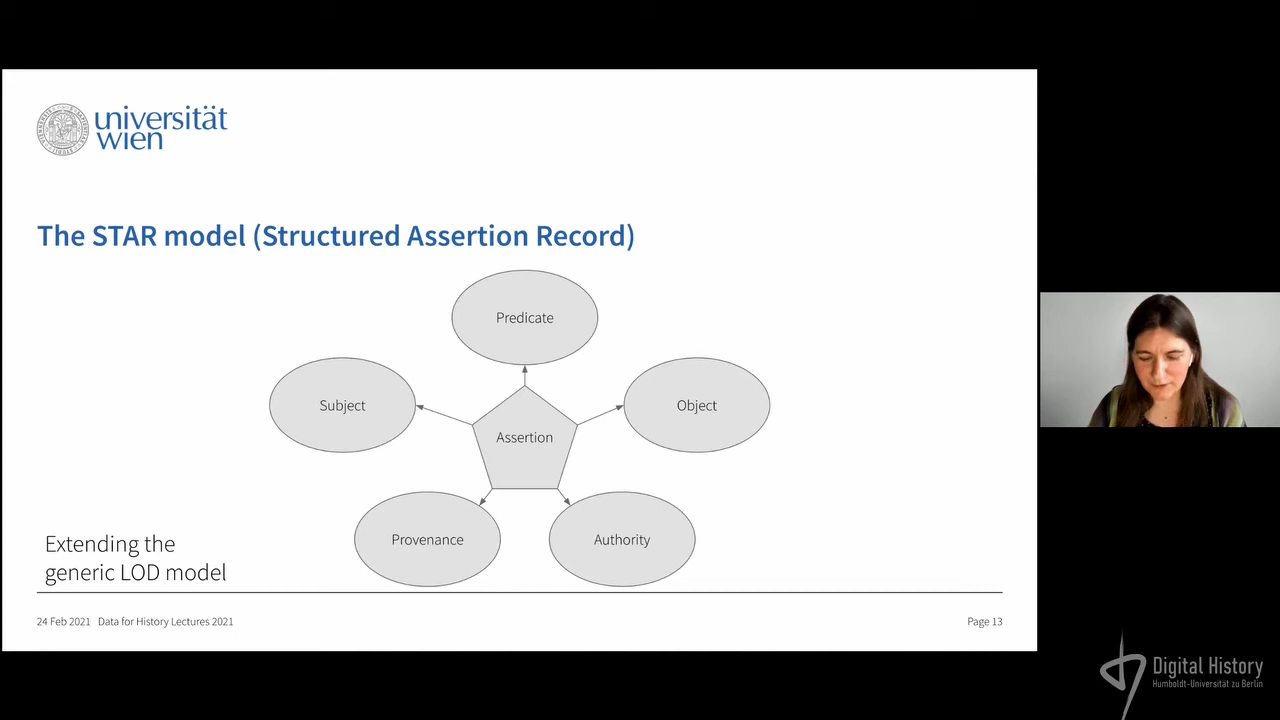 universität
wien
The STAR model (Structured Assertion Record)
Predicate
Subject
Object
Assertion
Provenance
Authority
Extending the
generic LOD model
24 Feb 2021 Data for History Lectures 2021
Page 13
Digital History
Humboldt-Universität zu Berlin